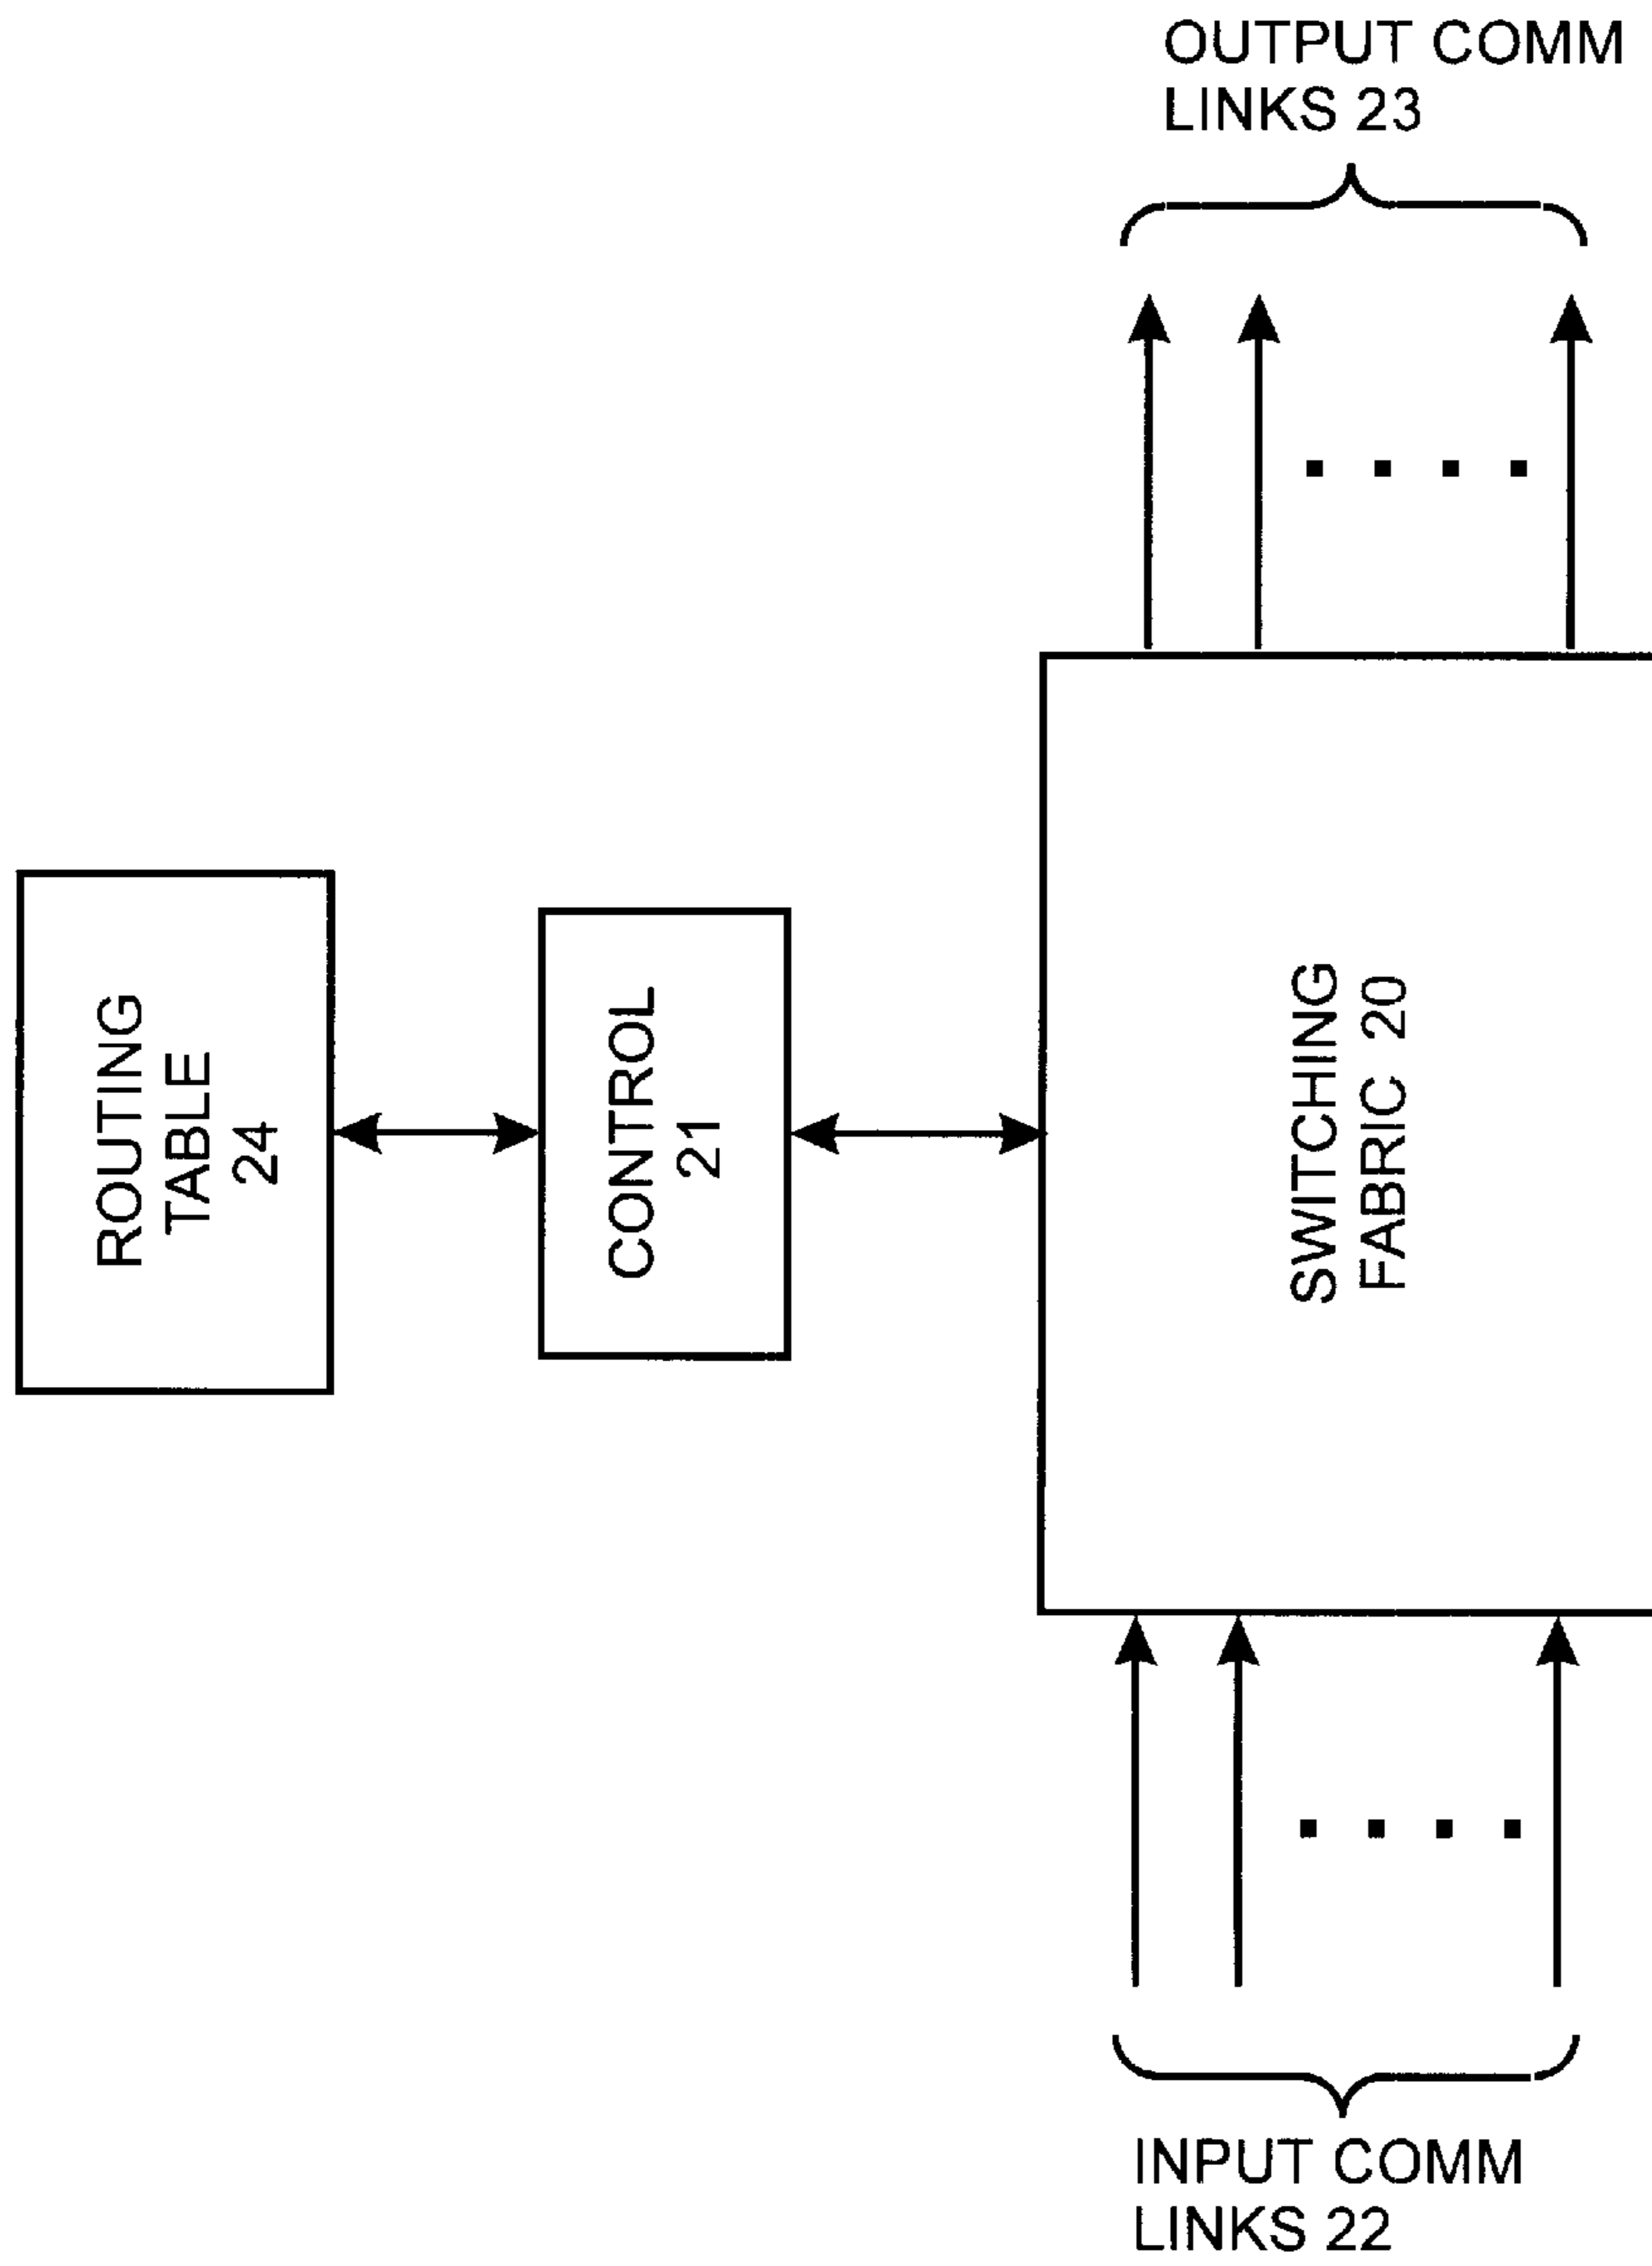 OUTPUT COMM
LINKS 23
ROUTING
TABLE
24
CONTROL
21
SWITCHING
FABRIC 20
INPUT COMM
LINKS 22